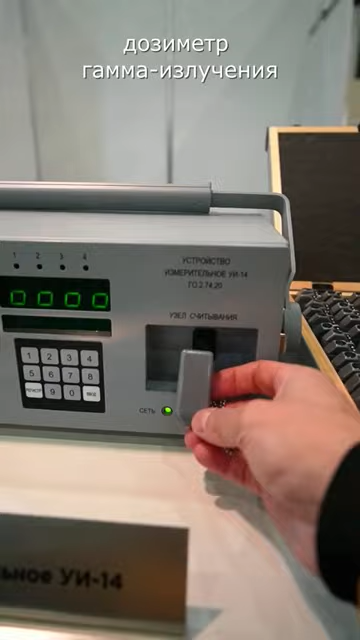 дозиметр
гамма-излучения
1 2 3 4
УСТРОЙСТВО
ИЗМЕРИТЕЛЬНОЕ УИ-14
ГО.2.74.20
0000
УЗЕЛ СЧИТЫВАНИЯ
1 2 3 4
5 6 7 8
9 0
СЕТЬ
ьное УИ-14